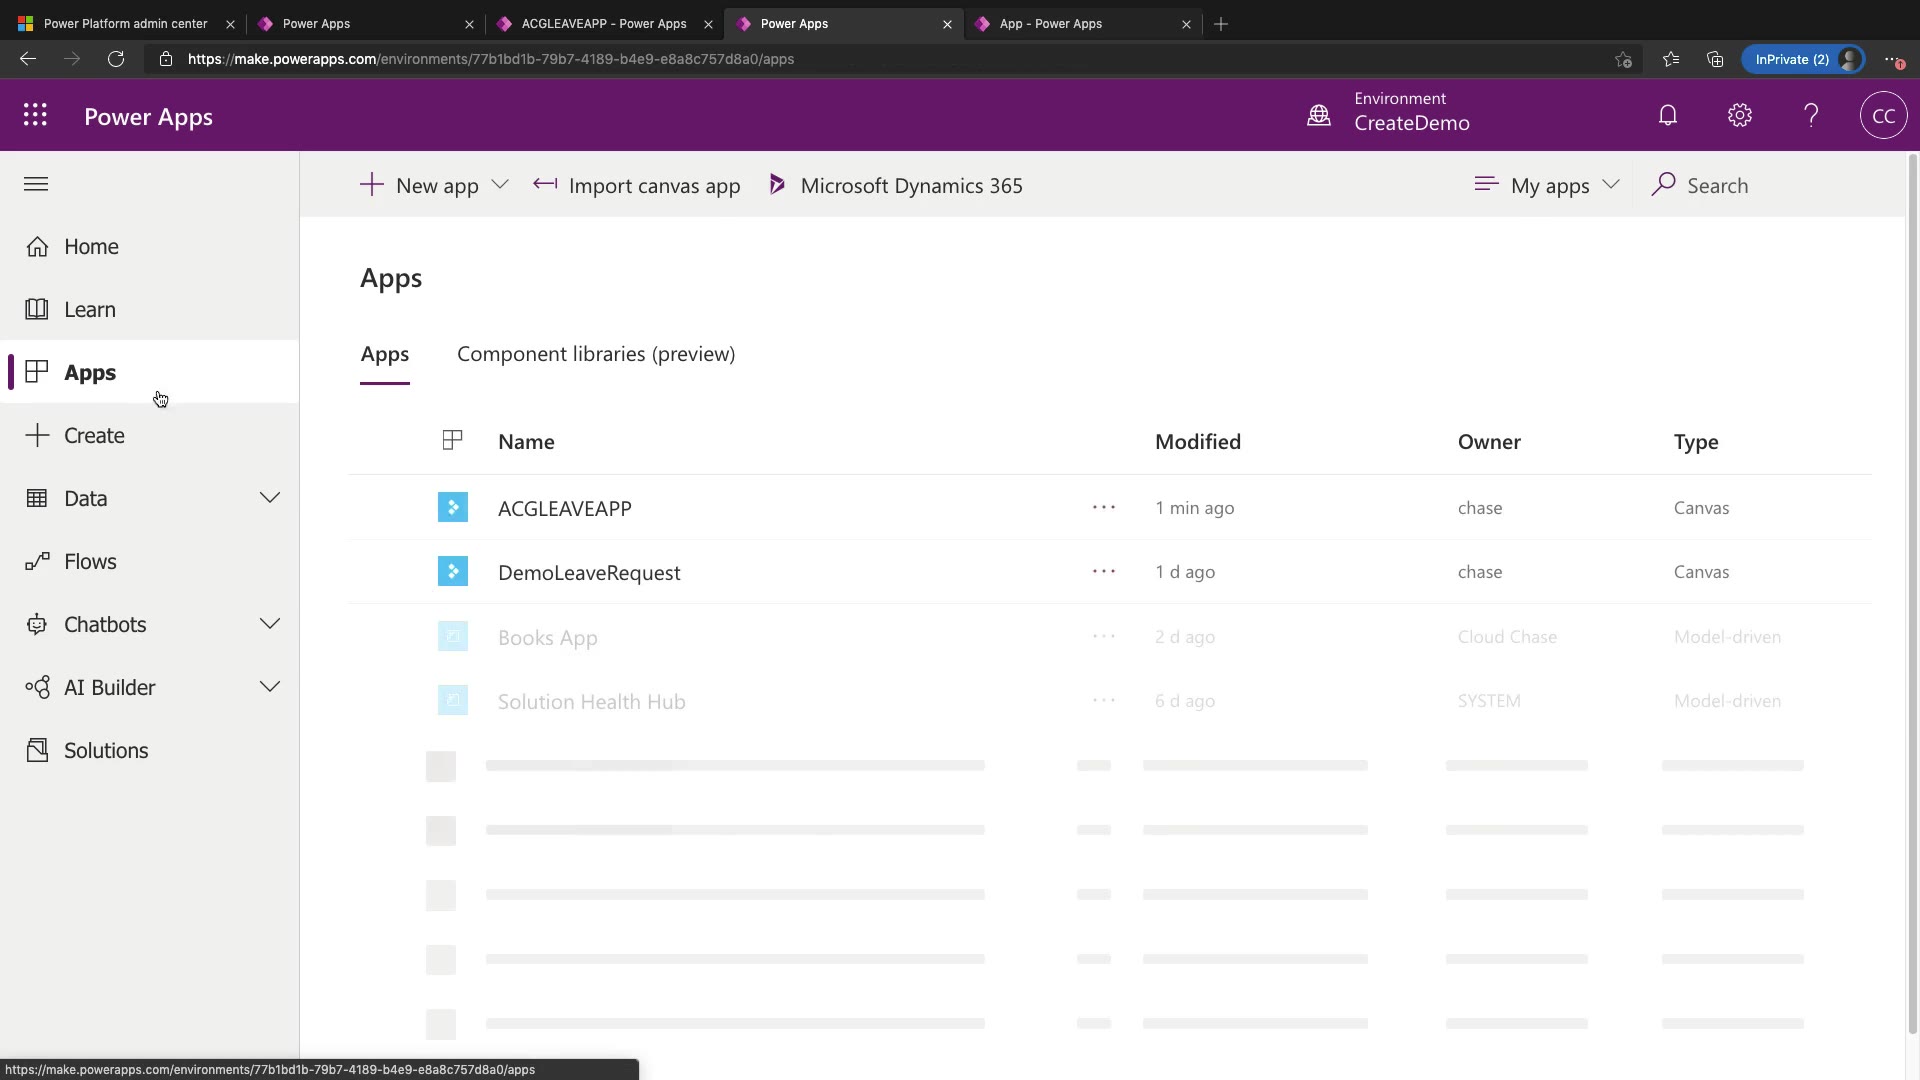 Power Platform admin center
Power Apps
ACGLEAVEAPP - Power Apps
Power Apps
App - Power Apps
https://make.powerapps.com/environments/77b1bd1b-79b7-4189-b4e9-e8a8c757d8a0/apps
InPrivate (2)
Power Apps
Environment
CreateDemo
CC
New app
Import canvas app
Microsoft Dynamics 365
My apps
Search
Home
Learn
Apps
Create
Data
Flows
Chatbots
AI Builder
Solutions
Apps
Apps
Component libraries (preview)
Name Modified Owner Type
ACGLEAVEAPP ... 1 min ago chase Canvas
DemoLeaveRequest ... 1 d ago chase Canvas
Books App ... 2 d ago Cloud Chase Model-driven
Solution Health Hub ... 6 d ago SYSTEM Model-driven
https://make.powerapps.com/environments/77b1bd1b-79b7-4189-b4e9-e8a8c757d8a0/apps